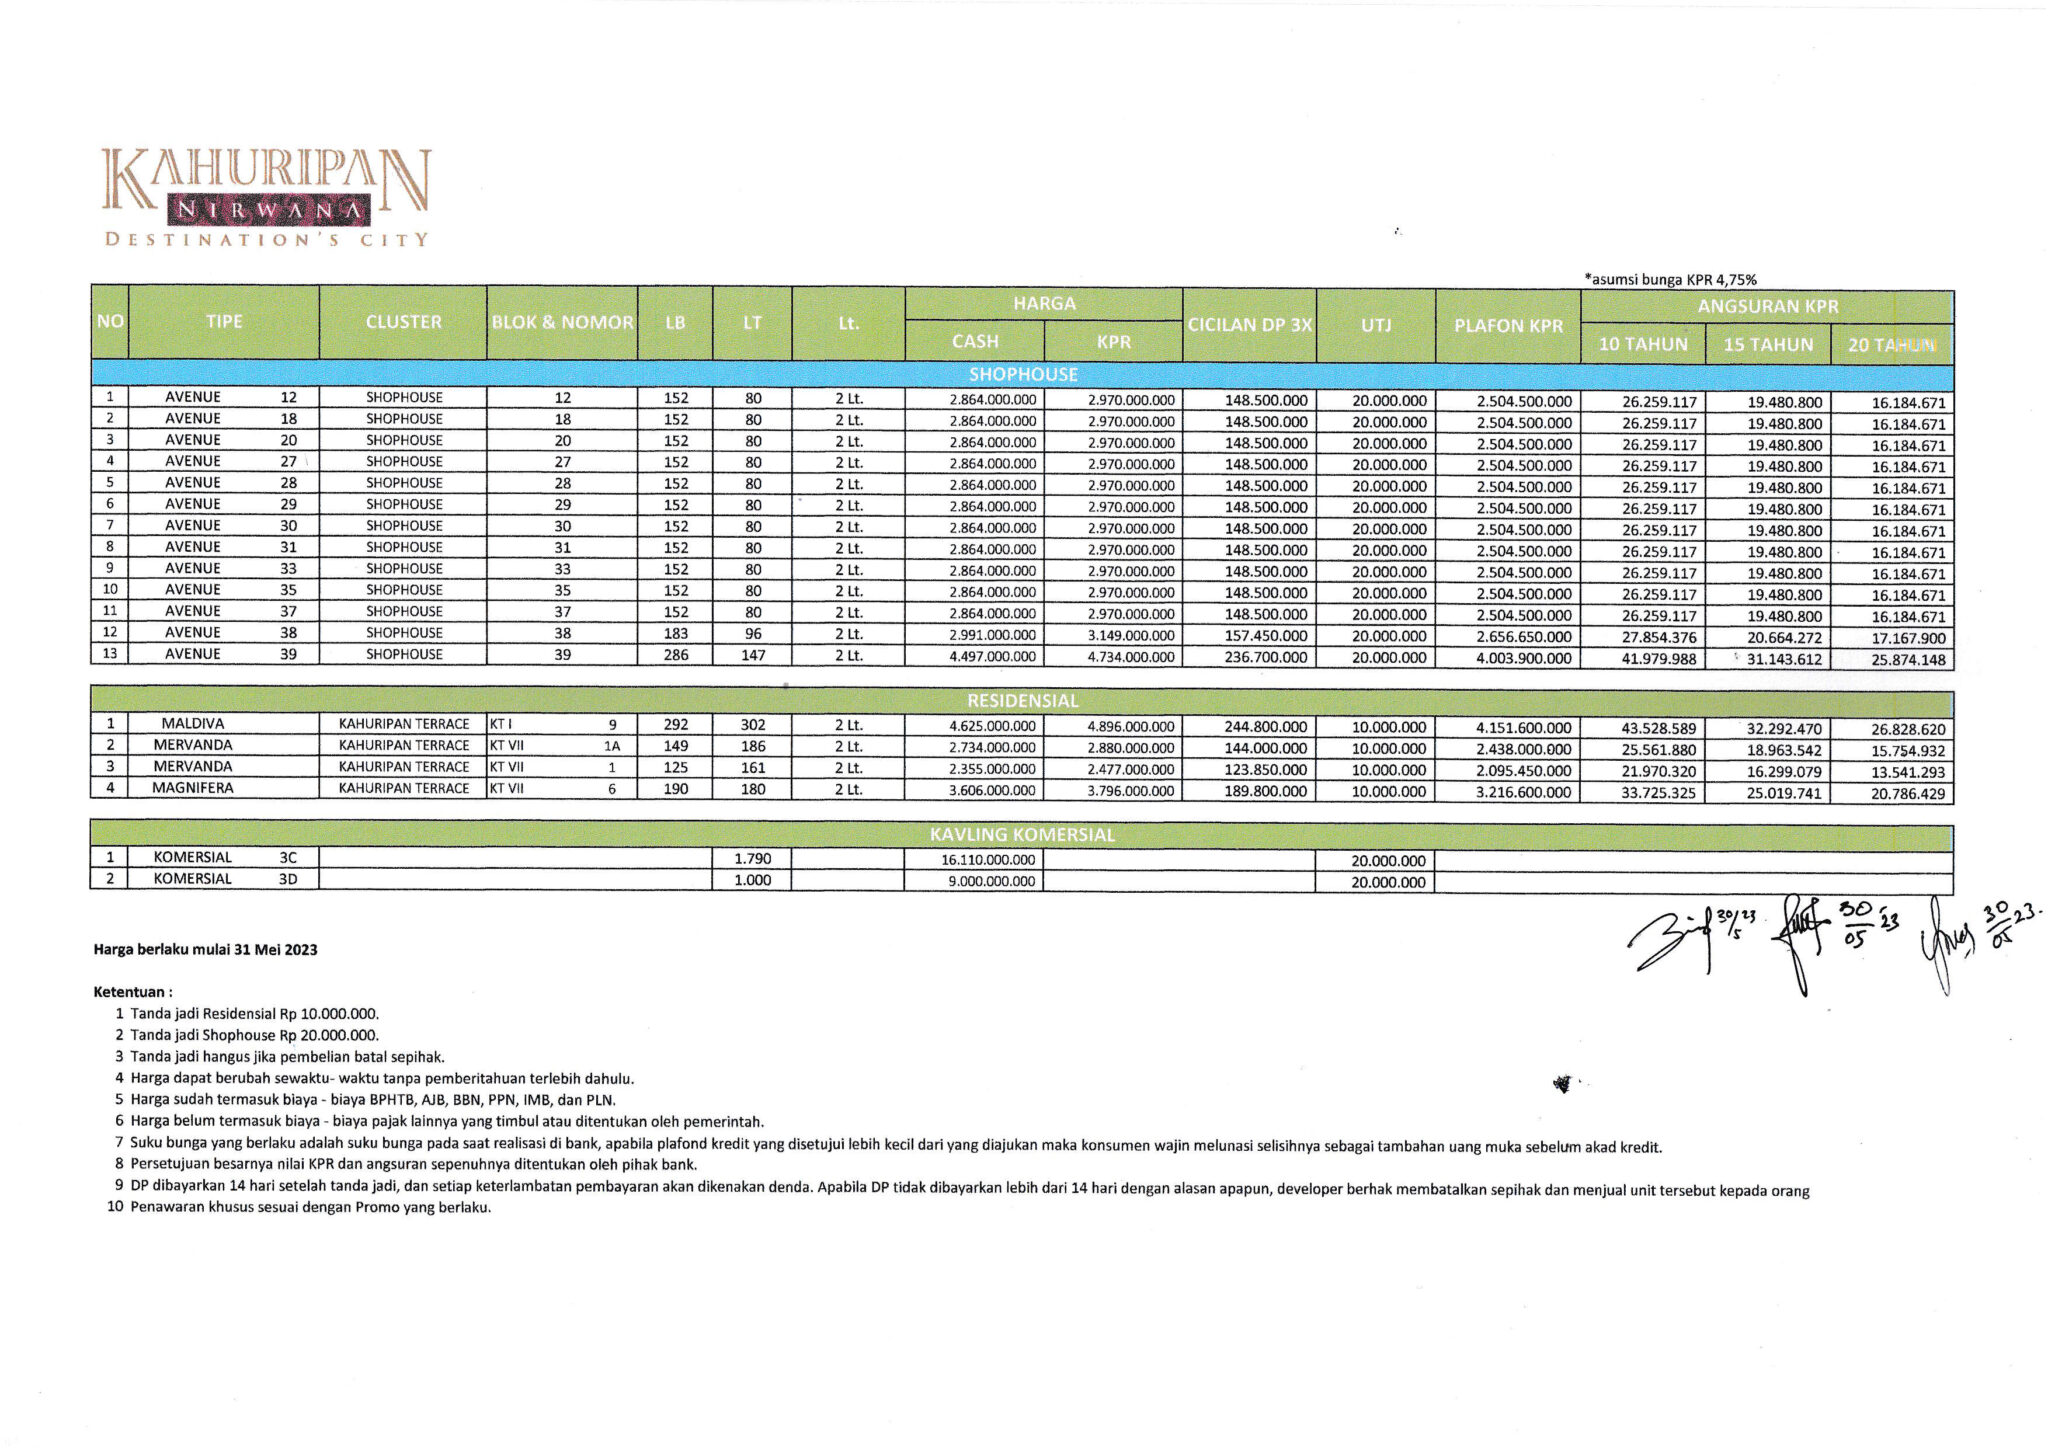 KAHURIPAN
NIRWANA
DESTINATION'S CITY
*asumsi bunga KPR 4,75%
NO TIPE CLUSTER BLOK & NOMOR LB LT Lt. HARGA CICILAN DP 3X UTJ PLAFON KPR ANGSURAN KPR
CASH KPR 10 TAHUN 15 TAHUN 20 TAHUN
SHOPHOUSE
1 AVENUE 12 SHOPHOUSE 12 152 80 2 Lt. 2.864.000.000 2.970.000.000 148.500.000 20.000.000 2.504.500.000 26.259.117 19.480.800 16.184.671
2 AVENUE 18 SHOPHOUSE 18 152 80 2 Lt. 2.864.000.000 2.970.000.000 148.500.000 20.000.000 2.504.500.000 26.259.117 19.480.800 16.184.671
3 AVENUE 20 SHOPHOUSE 20 152 80 2 Lt. 2.864.000.000 2.970.000.000 148.500.000 20.000.000 2.504.500.000 26.259.117 19.480.800 16.184.671
4 AVENUE 27 SHOPHOUSE 27 152 80 2 Lt. 2.864.000.000 2.970.000.000 148.500.000 20.000.000 2.504.500.000 26.259.117 19.480.800 16.184.671
5 AVENUE 28 SHOPHOUSE 28 152 80 2 Lt. 2.864.000.000 2.970.000.000 148.500.000 20.000.000 2.504.500.000 26.259.117 19.480.800 16.184.671
6 AVENUE 29 SHOPHOUSE 29 152 80 2 Lt. 2.864.000.000 2.970.000.000 148.500.000 20.000.000 2.504.500.000 26.259.117 19.480.800 16.184.671
7 AVENUE 30 SHOPHOUSE 30 152 80 2 Lt. 2.864.000.000 2.970.000.000 148.500.000 20.000.000 2.504.500.000 26.259.117 19.480.800 16.184.671
8 AVENUE 31 SHOPHOUSE 31 152 80 2 Lt. 2.864.000.000 2.970.000.000 148.500.000 20.000.000 2.504.500.000 26.259.117 19.480.800 16.184.671
9 AVENUE 33 SHOPHOUSE 33 152 80 2 Lt. 2.864.000.000 2.970.000.000 148.500.000 20.000.000 2.504.500.000 26.259.117 19.480.800 16.184.671
10 AVENUE 35 SHOPHOUSE 35 152 80 2 Lt. 2.864.000.000 2.970.000.000 148.500.000 20.000.000 2.504.500.000 26.259.117 19.480.800 16.184.671
11 AVENUE 37 SHOPHOUSE 37 152 80 2 Lt. 2.864.000.000 2.970.000.000 148.500.000 20.000.000 2.504.500.000 26.259.117 19.480.800 16.184.671
12 AVENUE 38 SHOPHOUSE 38 183 96 2 Lt. 2.991.000.000 3.149.000.000 157.450.000 20.000.000 2.656.650.000 27.854.376 20.664.272 17.167.900
13 AVENUE 39 SHOPHOUSE 39 286 147 2 Lt. 4.497.000.000 4.734.000.000 236.700.000 20.000.000 4.003.900.000 41.979.988 31.143.612 25.874.148
RESIDENSIAL
1 MALDIVA KAHURIPAN TERRACE KT I 9 292 302 2 Lt. 4.625.000.000 4.896.000.000 244.800.000 10.000.000 4.151.600.000 43.528.589 32.292.470 26.828.620
2 MERVANDA KAHURIPAN TERRACE KT VII 1A 149 186 2 Lt. 2.734.000.000 2.880.000.000 144.000.000 10.000.000 2.438.000.000 25.561.880 18.963.542 15.754.932
3 MERVANDA KAHURIPAN TERRACE KT VII 1 125 161 2 Lt. 2.355.000.000 2.477.000.000 123.850.000 10.000.000 2.095.450.000 21.970.320 16.299.079 13.541.293
4 MAGNIFERA KAHURIPAN TERRACE KT VII 6 190 180 2 Lt. 3.606.000.000 3.796.000.000 189.800.000 10.000.000 3.216.600.000 33.725.325 25.019.741 20.786.429
KAVLING KOMERSIAL
1 KOMERSIAL 3C 1.790 16.110.000.000 20.000.000
2 KOMERSIAL 3D 1.000 9.000.000.000 20.000.000
30/5 23 30/05 '23 30/05 23.
Harga berlaku mulai 31 Mei 2023
Ketentuan :
1 Tanda jadi Residensial Rp 10.000.000.
2 Tanda jadi Shophouse Rp 20.000.000.
3 Tanda jadi hangus jika pembelian batal sepihak.
4 Harga dapat berubah sewaktu- waktu tanpa pemberitahuan terlebih dahulu.
5 Harga sudah termasuk biaya - biaya BPHTB, AJB, BBN, PPN, IMB, dan PLN.
6 Harga belum termasuk biaya - biaya pajak lainnya yang timbul atau ditentukan oleh pemerintah.
7 Suku bunga yang berlaku adalah suku bunga pada saat realisasi di bank, apabila plafond kredit yang disetujui lebih kecil dari yang diajukan maka konsumen wajin melunasi selisihnya sebagai tambahan uang muka sebelum akad kredit.
8 Persetujuan besarnya nilai KPR dan angsuran sepenuhnya ditentukan oleh pihak bank.
9 DP dibayarkan 14 hari setelah tanda jadi, dan setiap keterlambatan pembayaran akan dikenakan denda. Apabila DP tidak dibayarkan lebih dari 14 hari dengan alasan apapun, developer berhak membatalkan sepihak dan menjual unit tersebut kepada orang
10 Penawaran khusus sesuai dengan Promo yang berlaku.